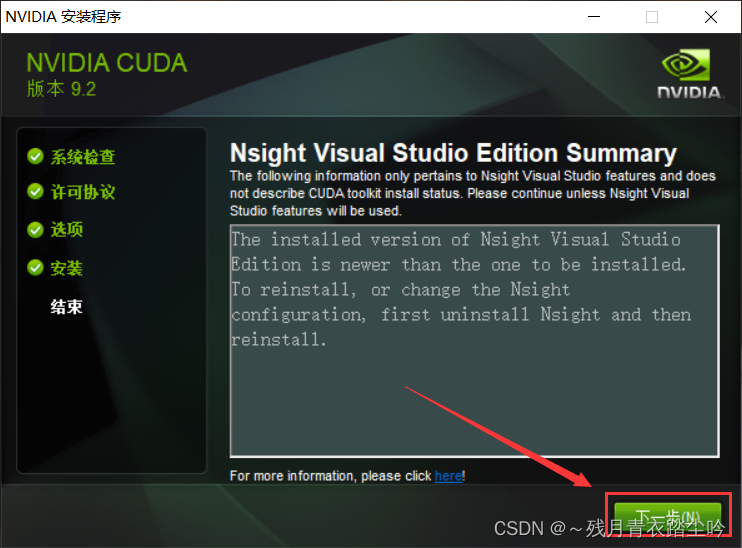 NVIDIA 安装程序
NVIDIA CUDA
版本 9.2
NVIDIA.
系统检查
许可协议
选项
安装
结束
Nsight Visual Studio Edition Summary
The following information only pertains to Nsight Visual Studio features and does
not describe CUDA toolkit install status. Please continue unless Nsight Visual
Studio features will be used.
The installed version of Nsight Visual Studio
Edition is newer than the one to be installed.
To reinstall, or change the Nsight
configuration, first uninstall Nsight and then
reinstall.
For more information, please click here!
下一步(N)
CSDN @～残月青衣踏尘吟